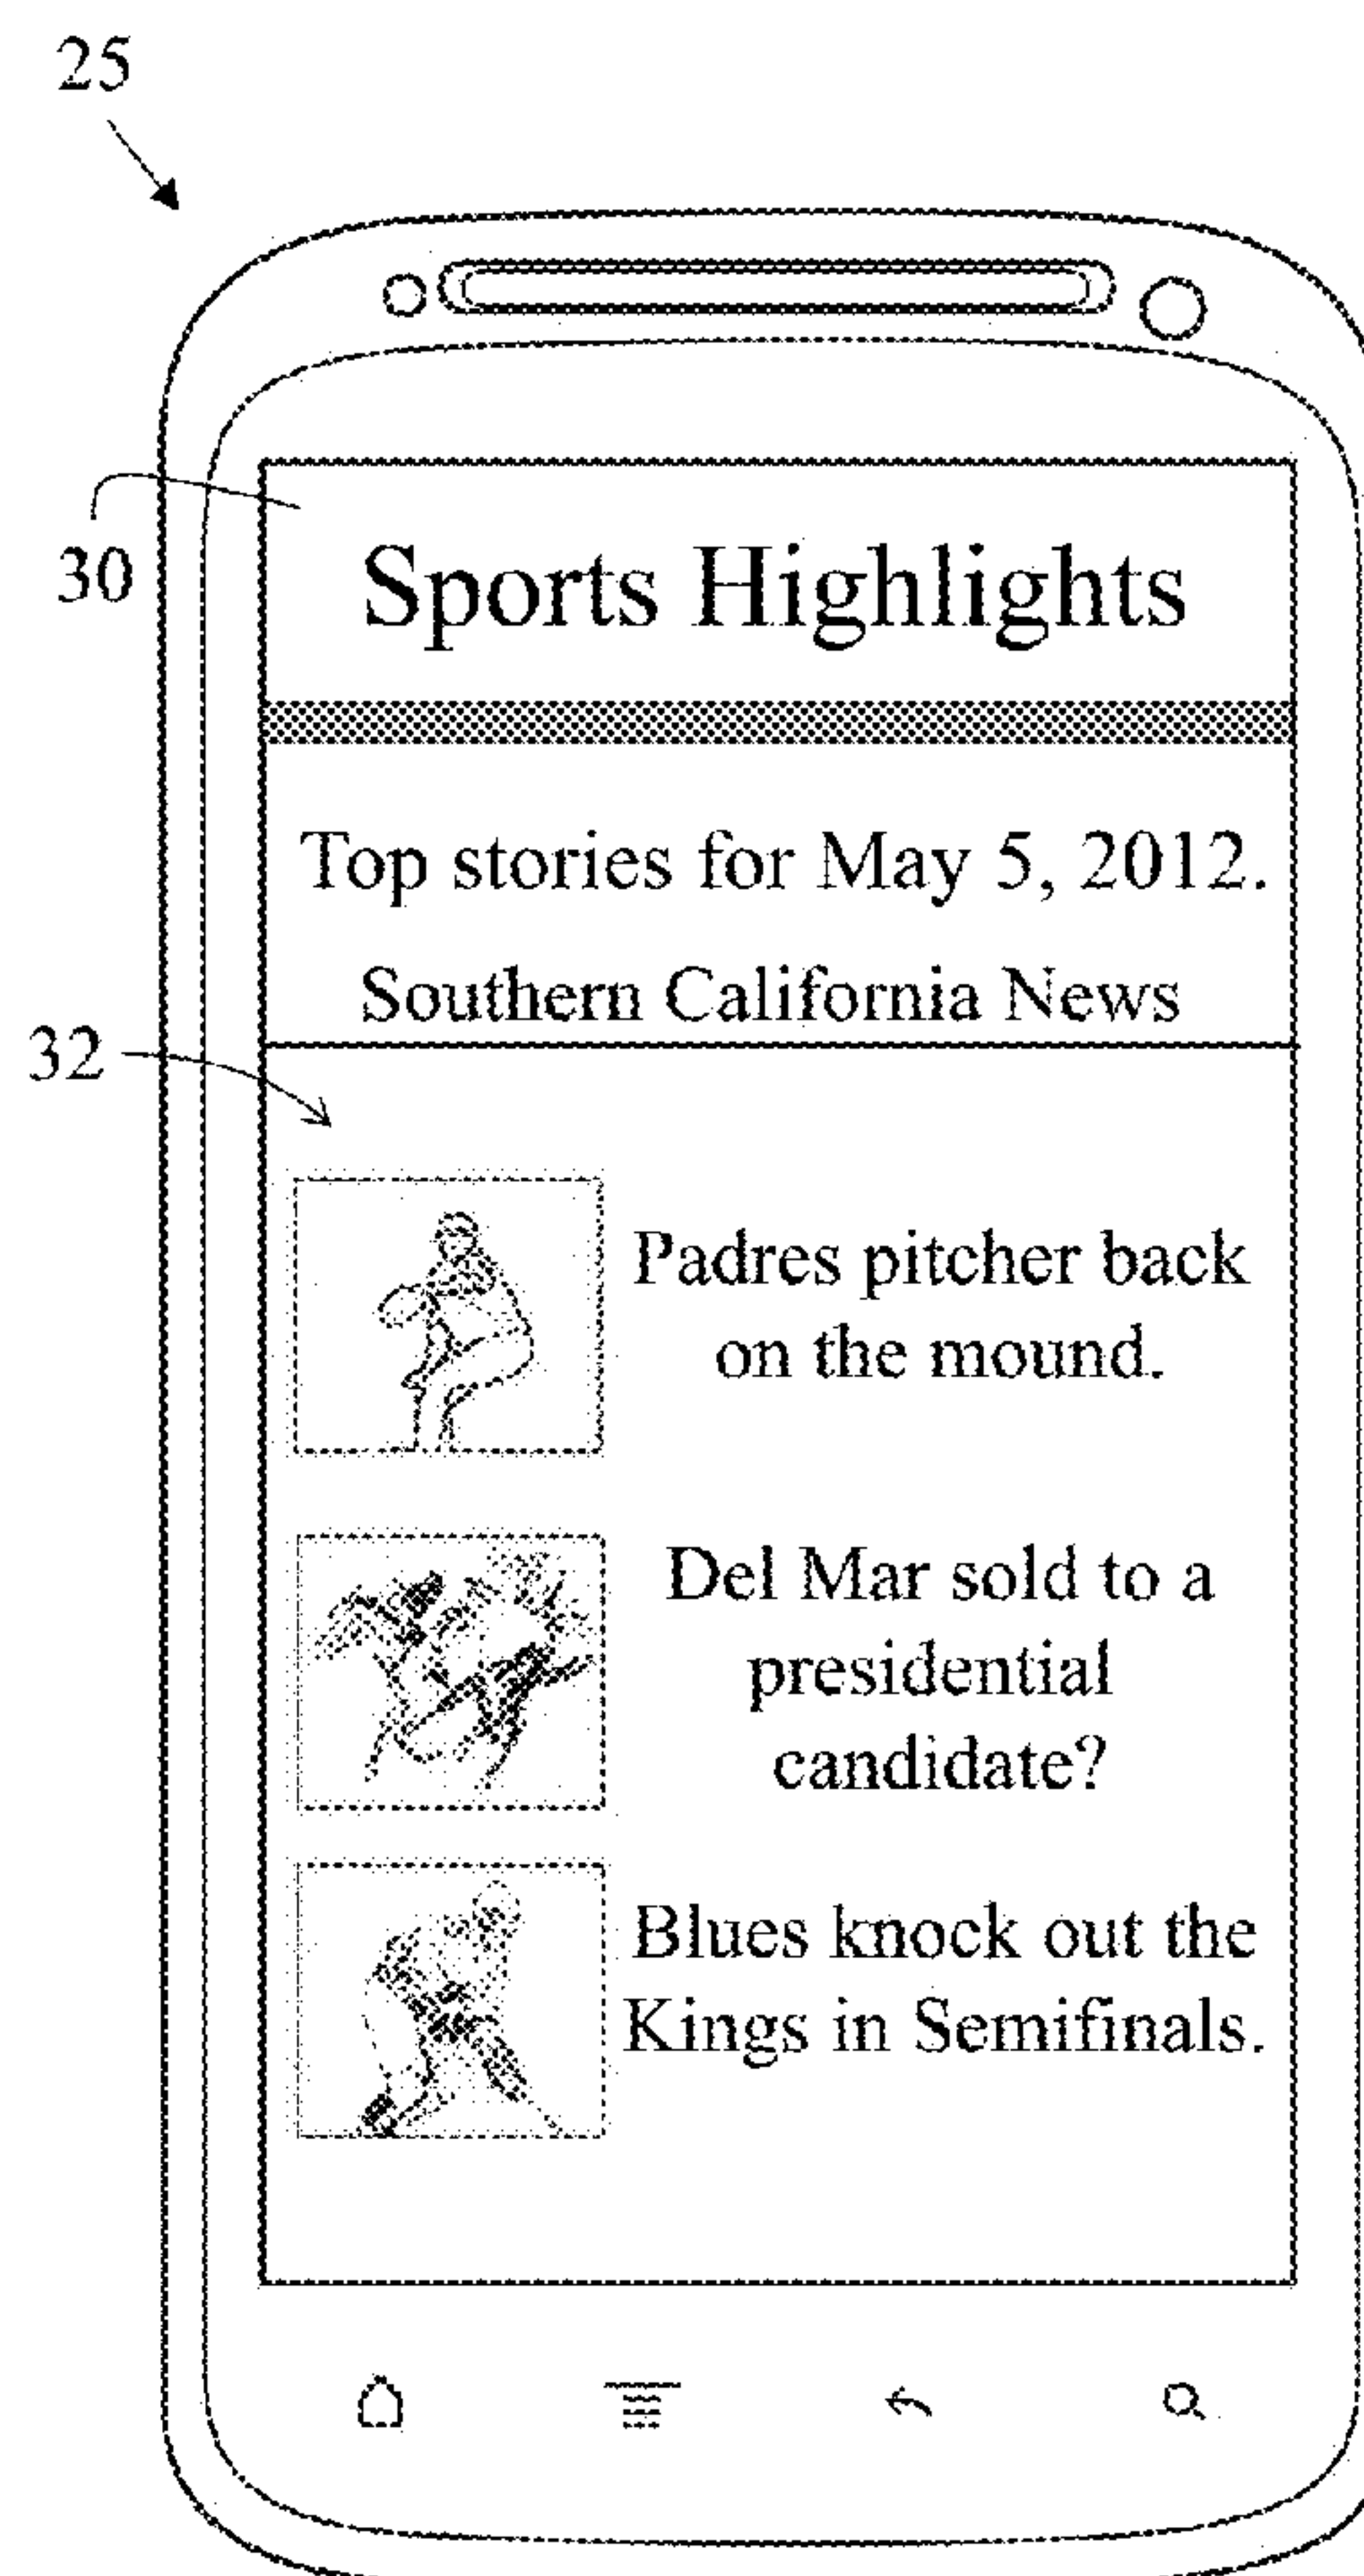 25
30
Sports Highlights
Top stories for May 5, 2012.
Southern California News
32
Padres pitcher back
on the mound.
Del Mar sold to a
presidential
candidate?
Blues knock out the
Kings in Semifinals.